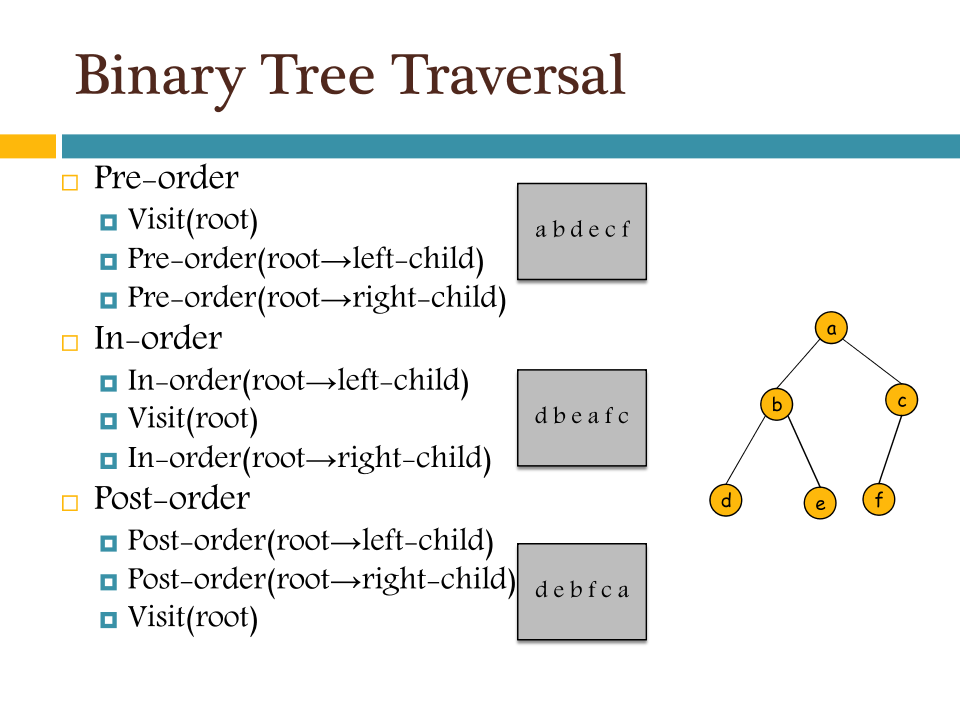 Binary Tree Traversal
Pre-order
Visit(root)
Pre-order(root→left-child)
Pre-order(root→right-child)
a b d e c f
In-order
In-order(root→left-child)
Visit(root)
In-order(root→right-child)
d b e a f c
Post-order
Post-order(root→left-child)
Post-order(root→right-child)
Visit(root)
d e b f c a
a
b
c
d
e
f